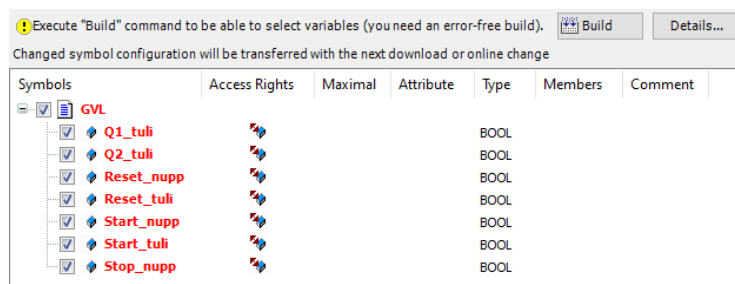 Execute "Build" command to be able to select variables (you need an error-free build). Build Details...
Changed symbol configuration will be transferred with the next download or online change
Symbols Access Rights Maximal Attribute Type Members Comment
GVL
Q1_tuli BOOL
Q2_tuli BOOL
Reset_nupp BOOL
Reset_tuli BOOL
Start_nupp BOOL
Start_tuli BOOL
Stop_nupp BOOL